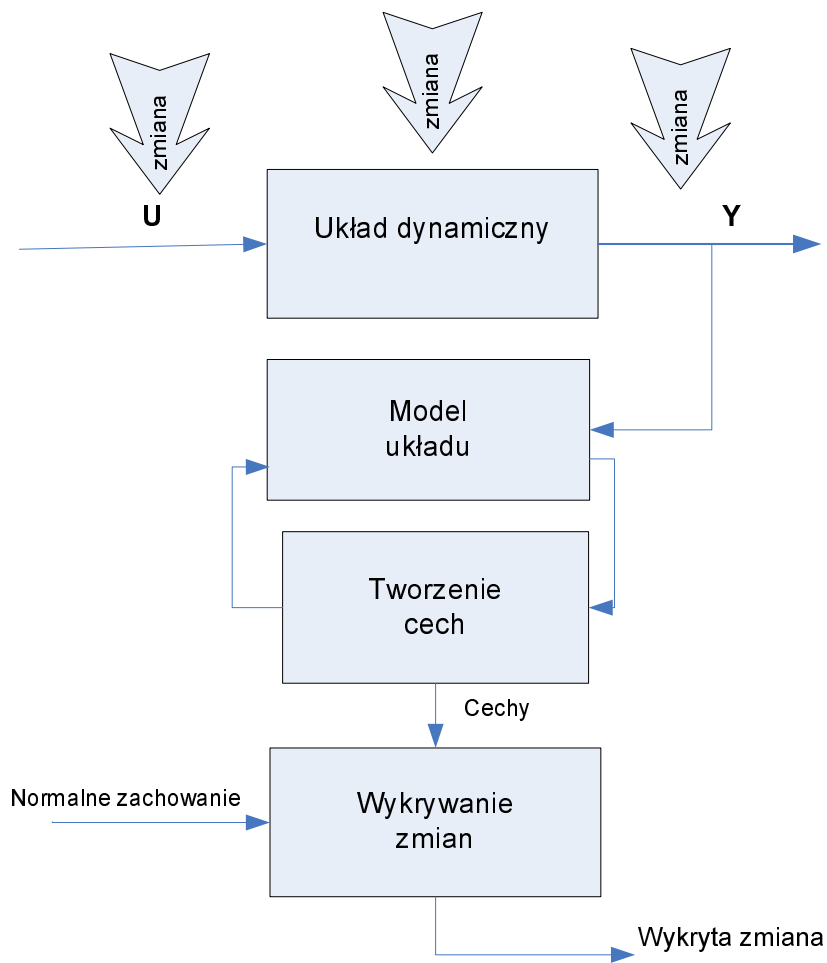 zmiana
zmiana
zmiana
U
Y
Układ dynamiczny
Model
układu
Tworzenie
cech
Cechy
Normalne zachowanie
Wykrywanie
zmian
Wykryta zmiana